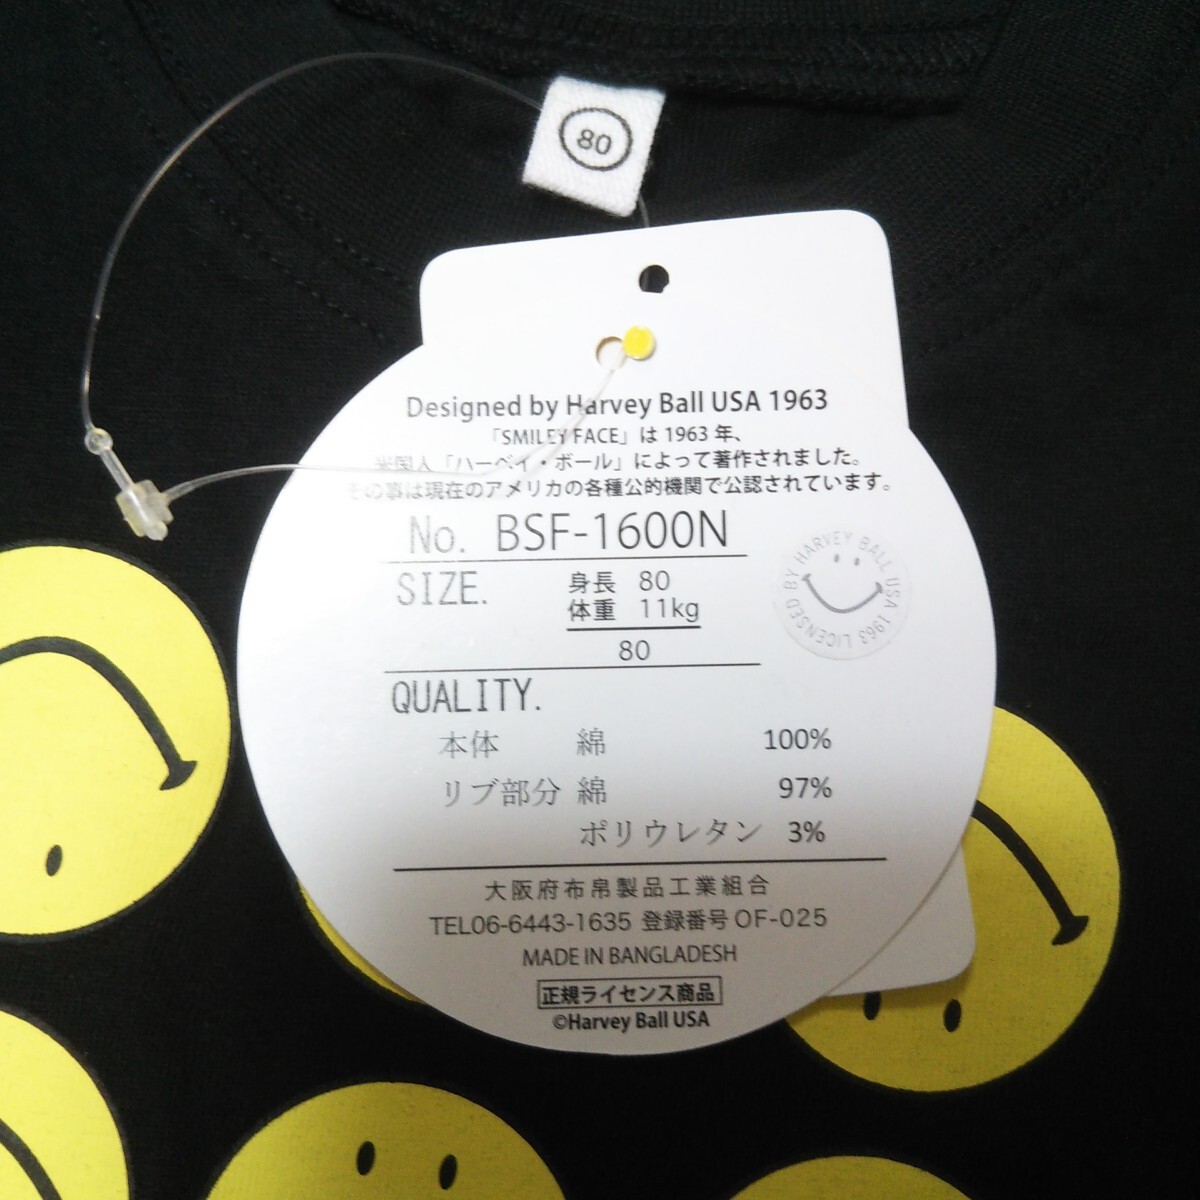 80
Designed by Harvey Ball USA 1963
「SMILEY FACE」は 1963 年、
米国人「ハーベイ・ボール」によって著作されました。
その事は現在のアメリカの各種公的機関で公認されています。
No. BSF-1600N
SIZE. 身長 80
体重 11kg
80
LICENSED BY HARVEY BALL USA 1963
QUALITY.
本体 綿 100%
リブ部分 綿 97%
ポリウレタン 3%
大阪府布帛製品工業組合
TEL06-6443-1635 登録番号 OF-025
MADE IN BANGLADESH
正規ライセンス商品
©Harvey Ball USA